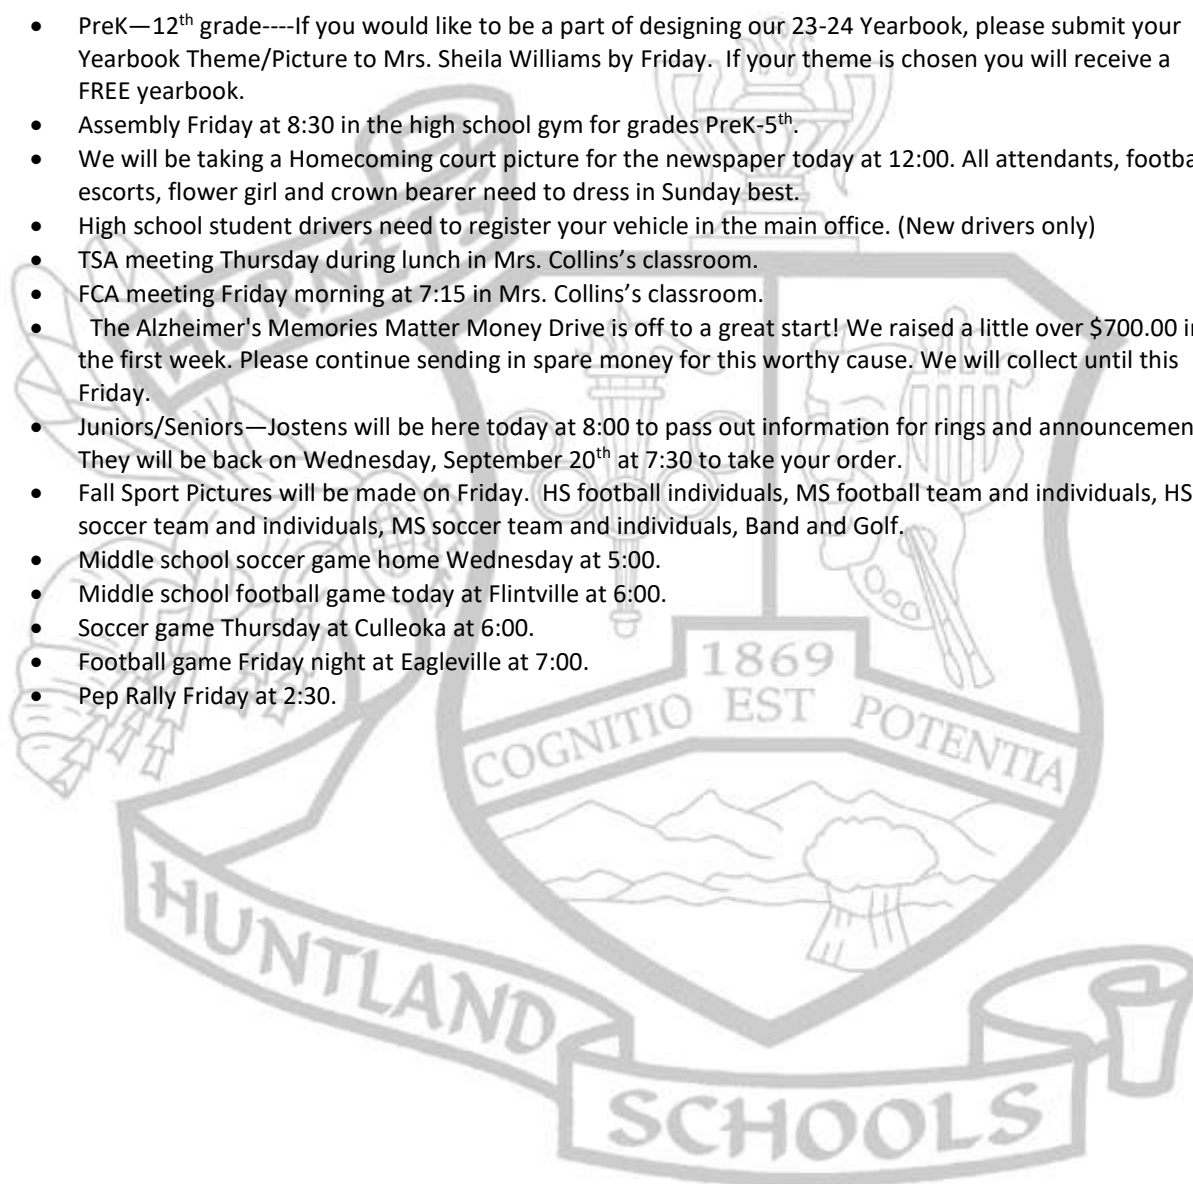 • PreK—12th grade----If you would like to be a part of designing our 23-24 Yearbook, please submit your
Yearbook Theme/Picture to Mrs. Sheila Williams by Friday. If your theme is chosen you will receive a
FREE yearbook.
• Assembly Friday at 8:30 in the high school gym for grades PreK-5th.
• We will be taking a Homecoming court picture for the newspaper today at 12:00. All attendants,
escorts, flower girl and crown bearer need to dress in Sunday best.
• High school student drivers need to register your vehicle in the main office. (New drivers only)
• TSA meeting Thursday during lunch in Mrs. Collins’s classroom.
• FCA meeting Friday morning at 7:15 in Mrs. Collins’s classroom.
• The Alzheimer's Memories Matter Money Drive is off to a great start! We raised a little over $700.00
the first week. Please continue sending in spare money for this worthy cause. We will collect until this
Friday.
• Juniors/Seniors—Jostens will be here today at 8:00 to pass out information for rings and
They will be back on Wednesday, September 20th at 7:30 to take your order.
• Fall Sport Pictures will be made on Friday. HS football individuals, MS football team and individuals, HS
soccer team and individuals, MS soccer team and individuals, Band and Golf.
• Middle school soccer game home Wednesday at 5:00.
• Middle school football game today at Flintville at 6:00.
• Soccer game Thursday at Culleoka at 6:00.
• Football game Friday night at Eagleville at 7:00.
• Pep Rally Friday at 2:30.
HORNETS
1869
COGNITIO EST POTENTIA
HUNTLAND
SCHOOLS